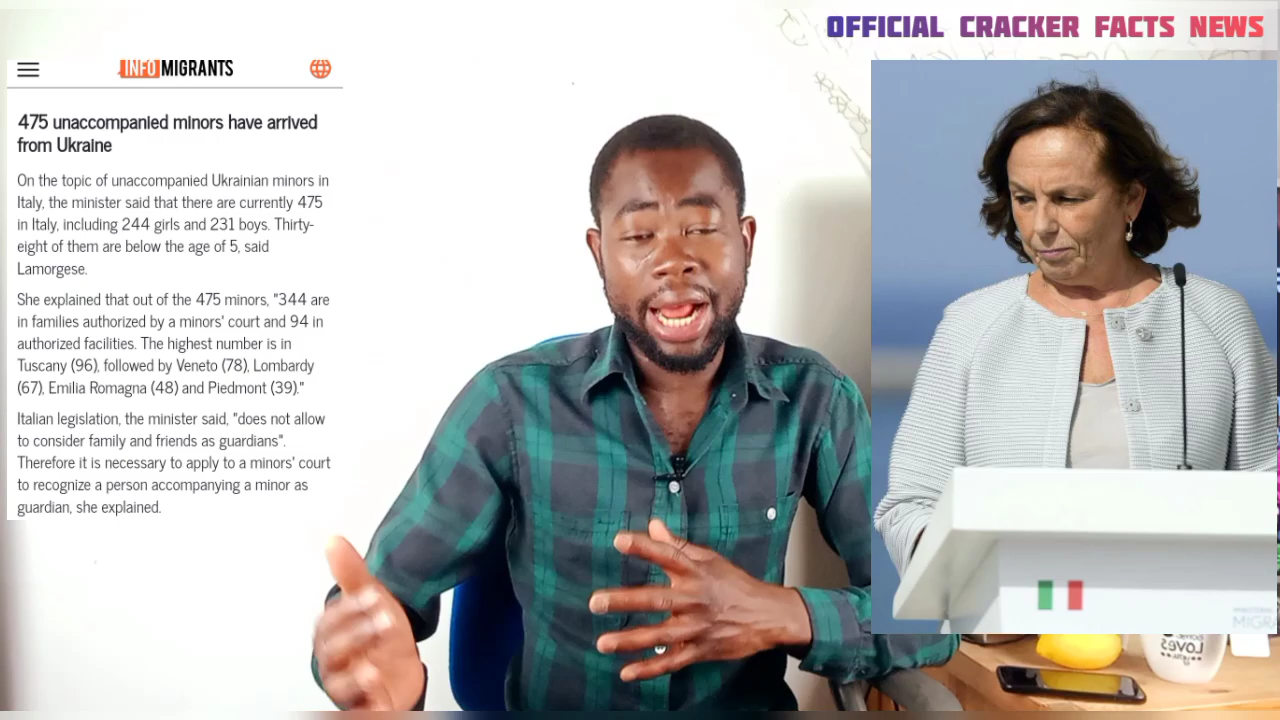 OFFICIAL CRACKER FACTS NEWS
INFOMIGRANTS
475 unaccompanied minors have arrived
from Ukraine
On the topic of unaccompanied Ukrainian minors in
Italy, the minister said that there are currently 475
in Italy, including 244 girls and 231 boys. Thirty-
eight of them are below the age of 5, said
Lamorgese.
She explained that out of the 475 minors, "344 are
in families authorized by a minors' court and 94 in
authorized facilities. The highest number is in
Tuscany (96), followed by Veneto (78), Lombardy
(67), Emilia Romagna (48) and Piedmont (39)."
Italian legislation, the minister said, "does not allow
to consider family and friends as guardians".
Therefore it is necessary to apply to a minors' court
to recognize a person accompanying a minor as
guardian, she explained.
MIGRA
Loves